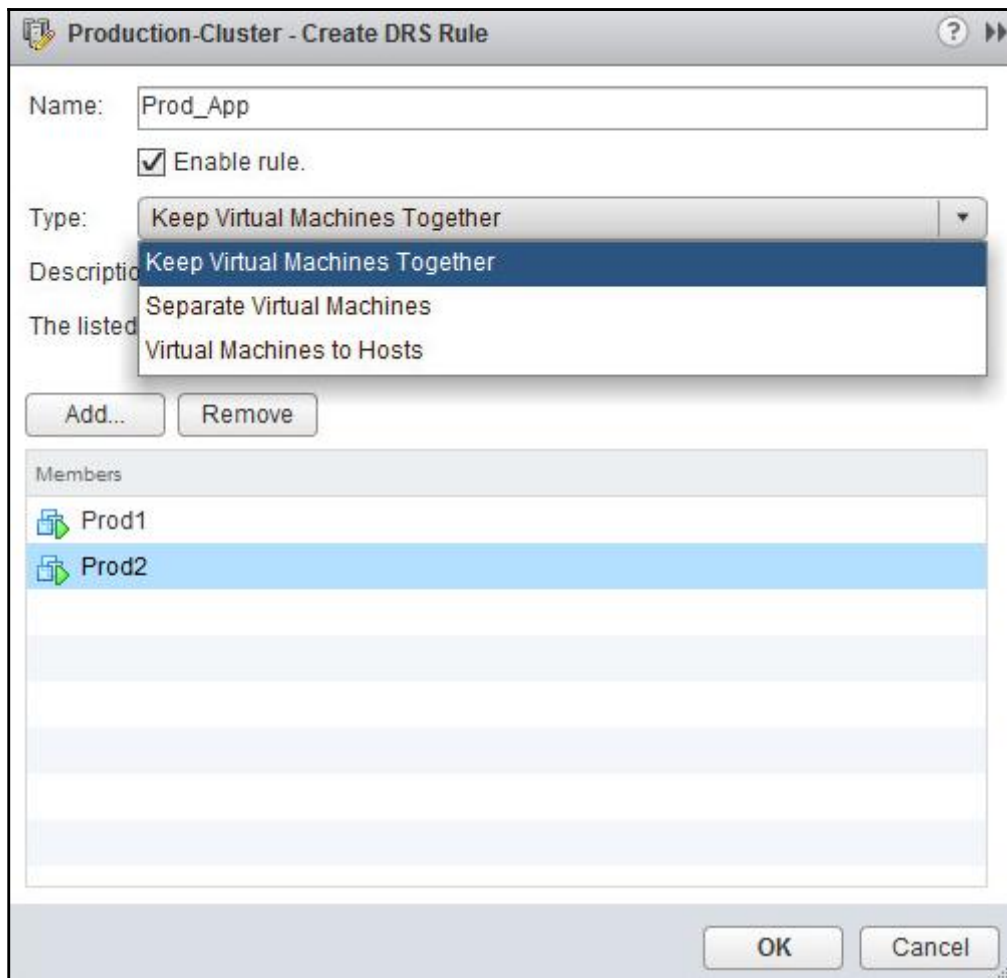 Production-Cluster - Create DRS Rule ?
Name: Prod_App
Enable rule.
Type: Keep Virtual Machines Together
Keep Virtual Machines Together
Descriptio
Separate Virtual Machines
The listed
Virtual Machines to Hosts
Add... Remove
Members
Prod1
Prod2
OK Cancel